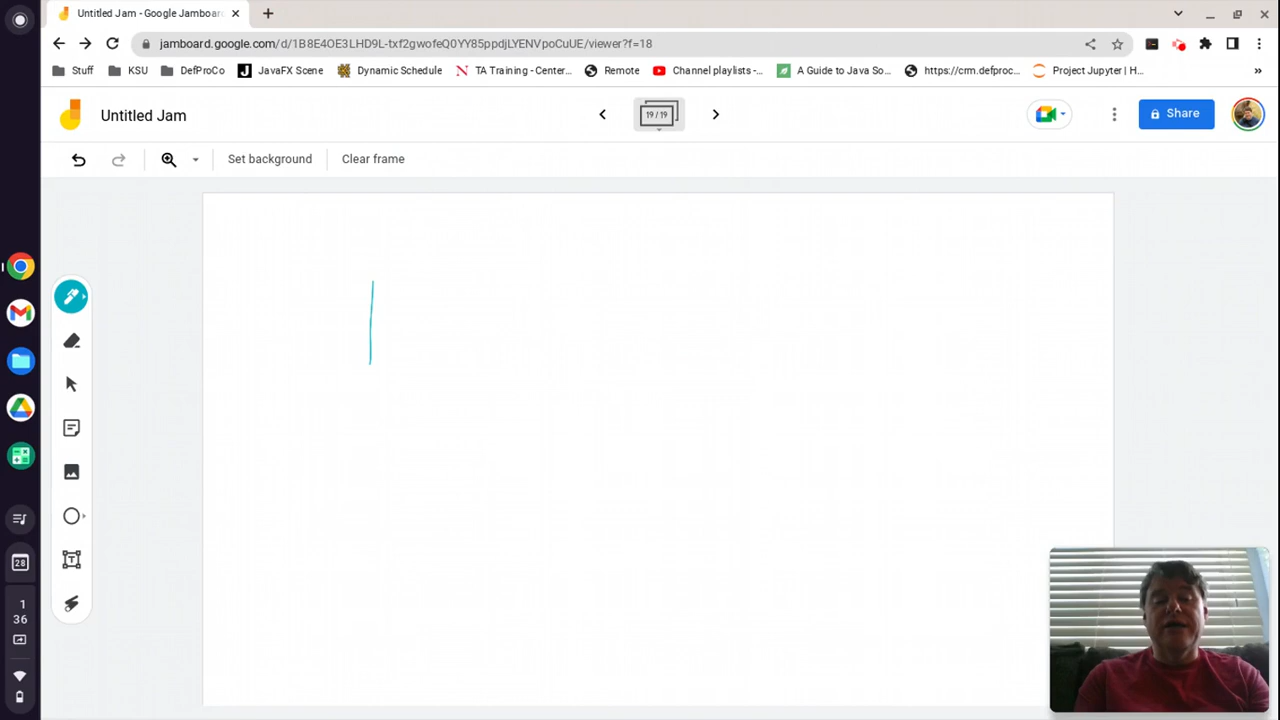 Untitled Jam - Google Jamboard
jamboard.google.com/d/1B8E4OE3LHD9L-txf2gwofeQ0YY85ppdjLYENVpoCuUE/viewer?f=18
Stuff KSU DefProCo JavaFX Scene Dynamic Schedule TA Training - Center... Remote Channel playlists -... A Guide to Java So... https://crm.defproc... Project Jupyter | H... »
Untitled Jam
19 / 19
Share
Set background
Clear frame
28
1
36